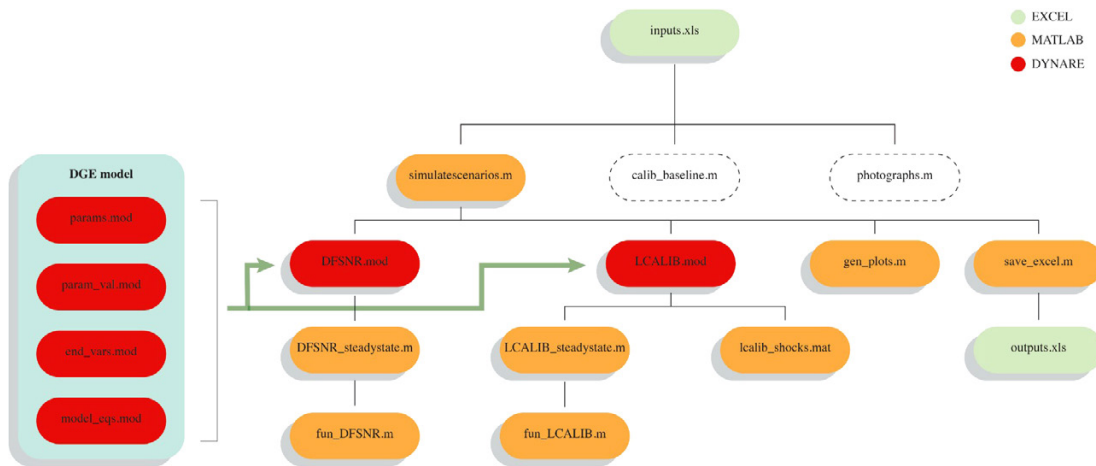 inputs.xls
EXCEL
MATLAB
DYNARE
DGE model
params.mod
param_val.mod
end_vars.mod
model_eqs.mod
simulatescenarios.m
calib_baseline.m
photographs.m
DFSNR.mod
LCALIB.mod
gen_plots.m
save_excel.m
DFSNR_steadystate.m
LCALIB_steadystate.m
lcalib_shocks.mat
outputs.xls
fun_DFSNR.m
fun_LCALIB.m